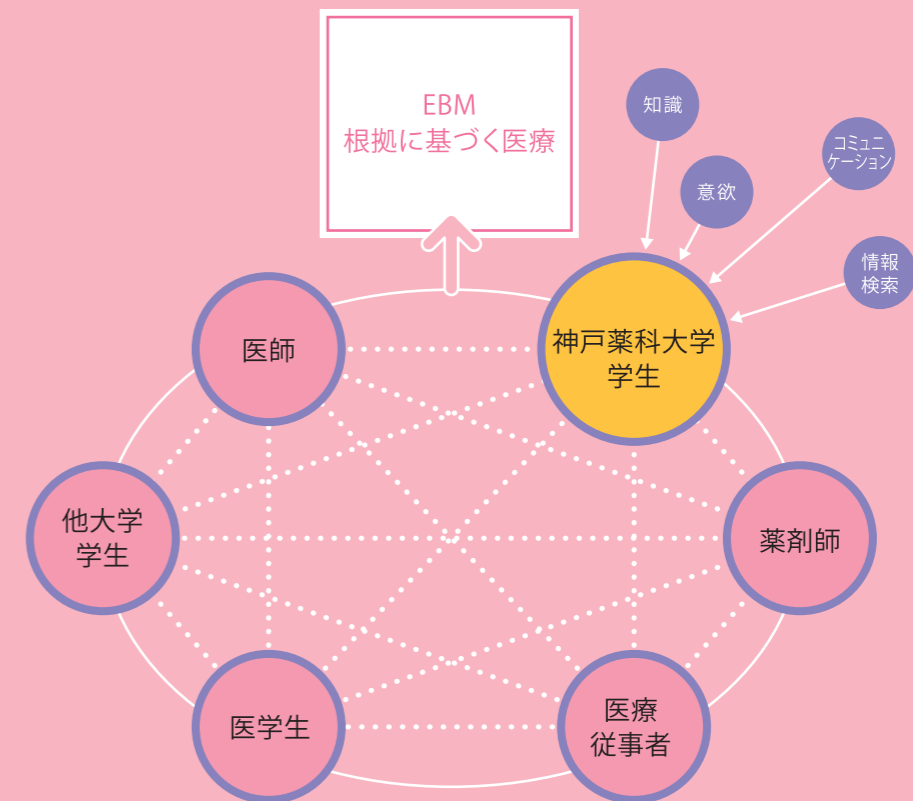 EBM
根拠に基づく医療
知識
意欲
コミュニ
ケーション
情報
検索
医師
神戸薬科大学
学生
他大学
学生
薬剤師
医学生
医療
従事者